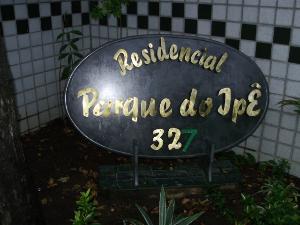 Residencial
Parque do IpÊ
327